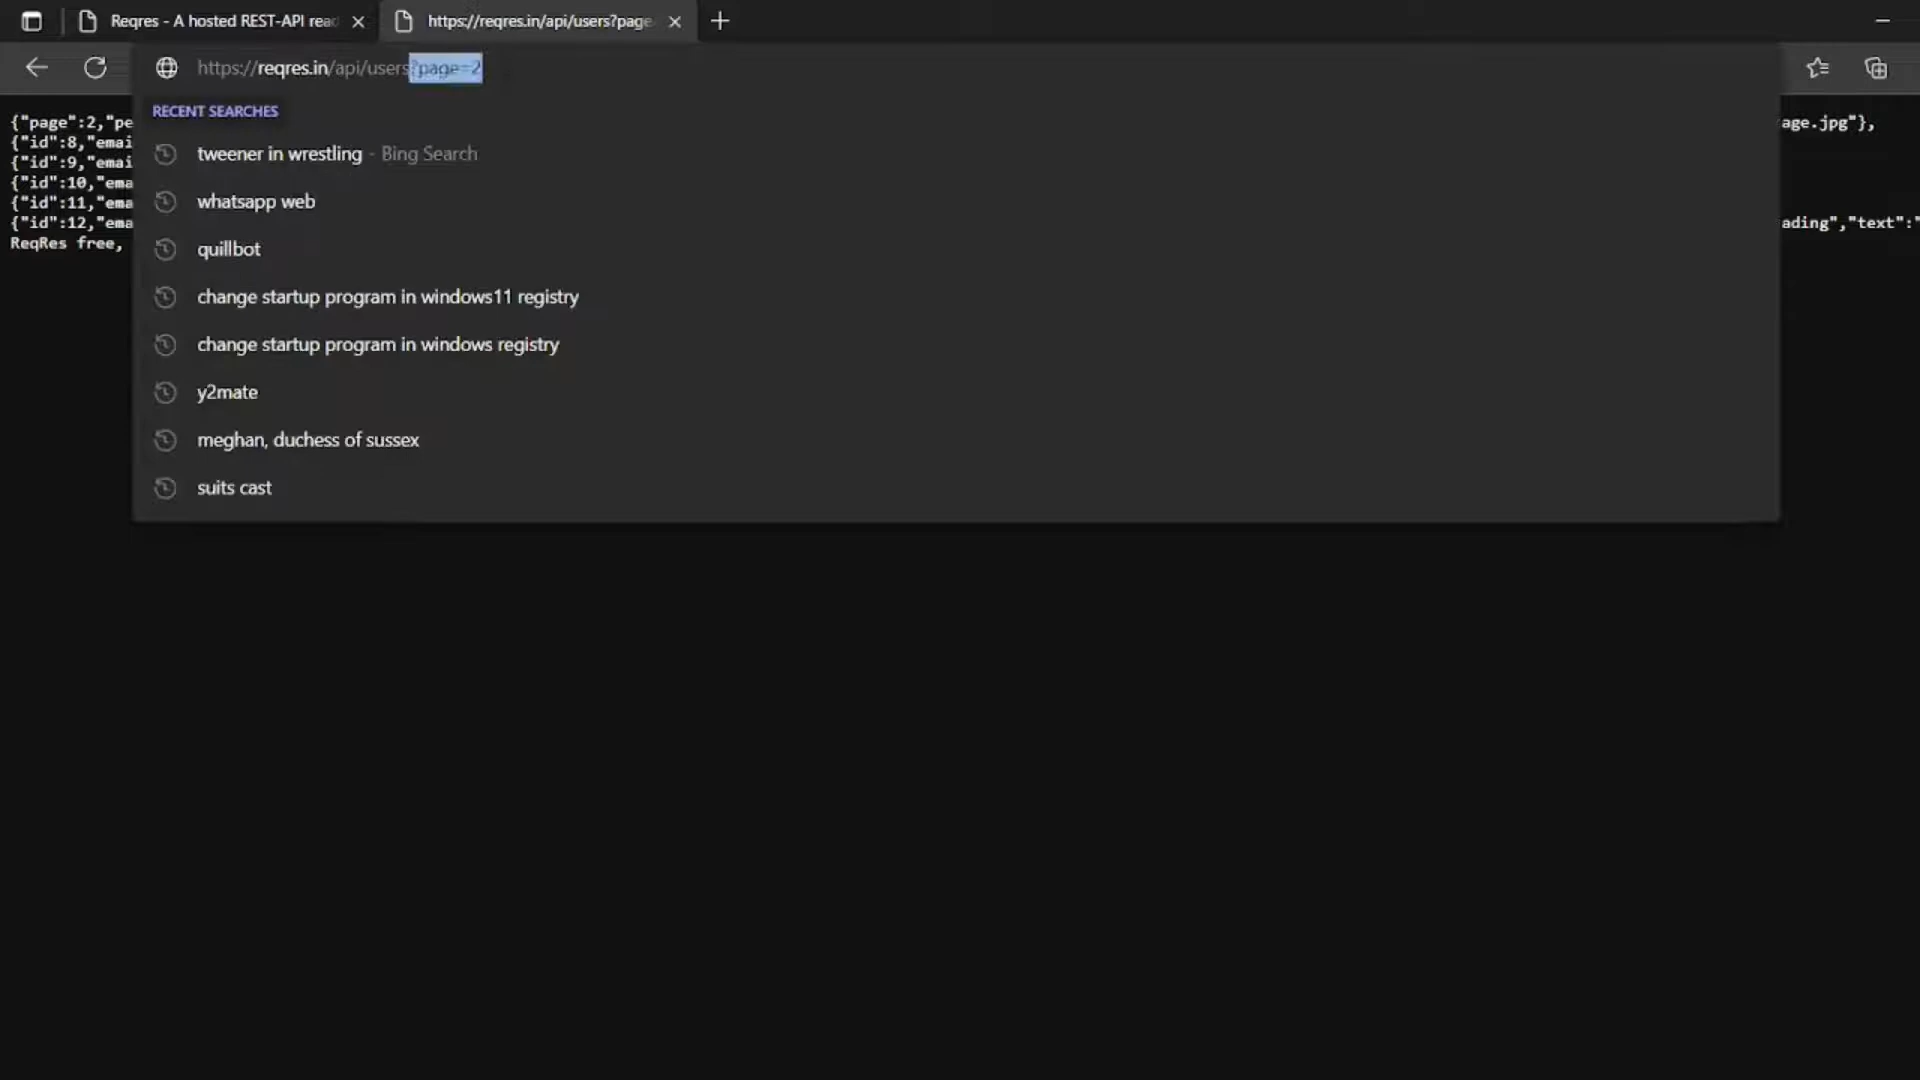 Reqres - A hosted REST-API rea
https://reqres.in/api/users?page
https://reqres.in/api/users?page=2
RECENT SEARCHES
{"page":2,"pe
age.jpg"},
{"id":8,"emai
tweener in wrestling - Bing Search
{"id":9,"emai
{"id":10,"ema
{"id":11,"ema
whatsapp web
{"id":12,"ema
ading","text":"
ReqRes free,
quillbot
change startup program in windows11 registry
change startup program in windows registry
y2mate
meghan, duchess of sussex
suits cast